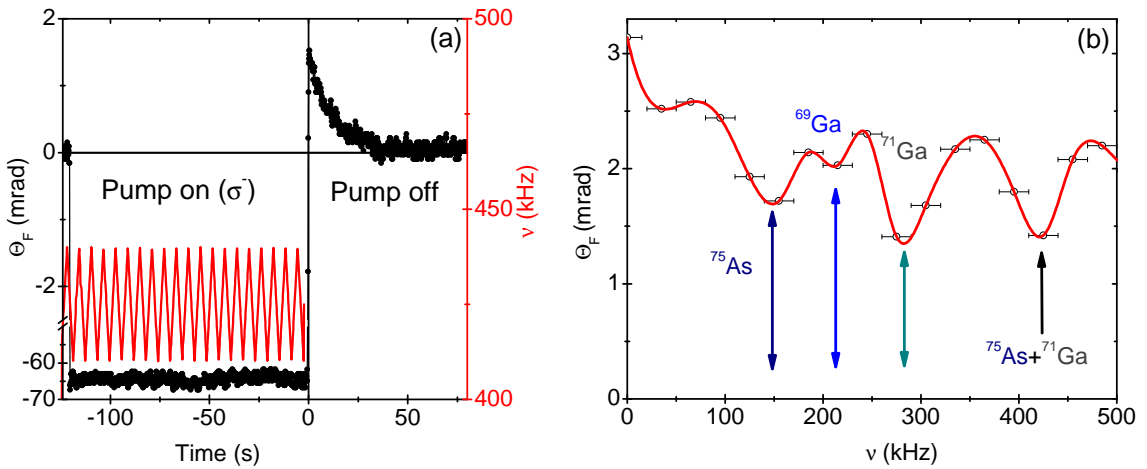 (a)
2
1
0
-2
-60
-70
Θ_F (mrad)
Pump on (σ⁻)
Pump off
-100
-50
0
50
Time (s)
500
450
400
ν (kHz)
(b)
3
2
1
0
Θ_F (mrad)
⁶⁹Ga
⁷¹Ga
⁷⁵As
⁷⁵As+⁷¹Ga
0
100
200
300
400
500
ν (kHz)